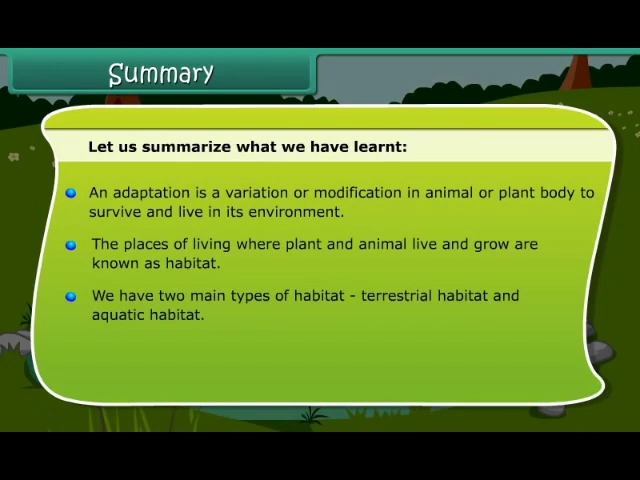 Summary
Let us summarize what we have learnt:
An adaptation is a variation or modification in animal or plant body to
survive and live in its environment.
The places of living where plant and animal live and grow are
known as habitat.
We have two main types of habitat - terrestrial habitat and
aquatic habitat.